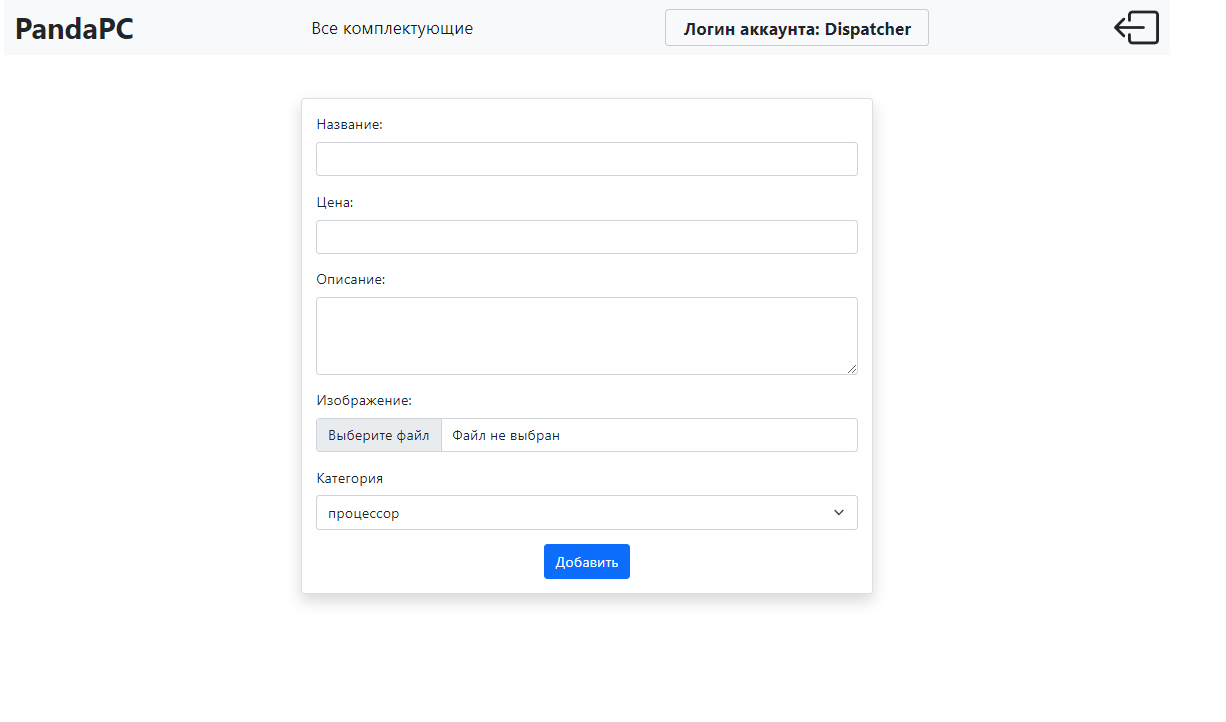 PandaPC
Все комплектующие
Логин аккаунта: Dispatcher
Название:
Цена:
Описание:
Изображение:
Выберите файл Файл не выбран
Категория
процессор
Добавить